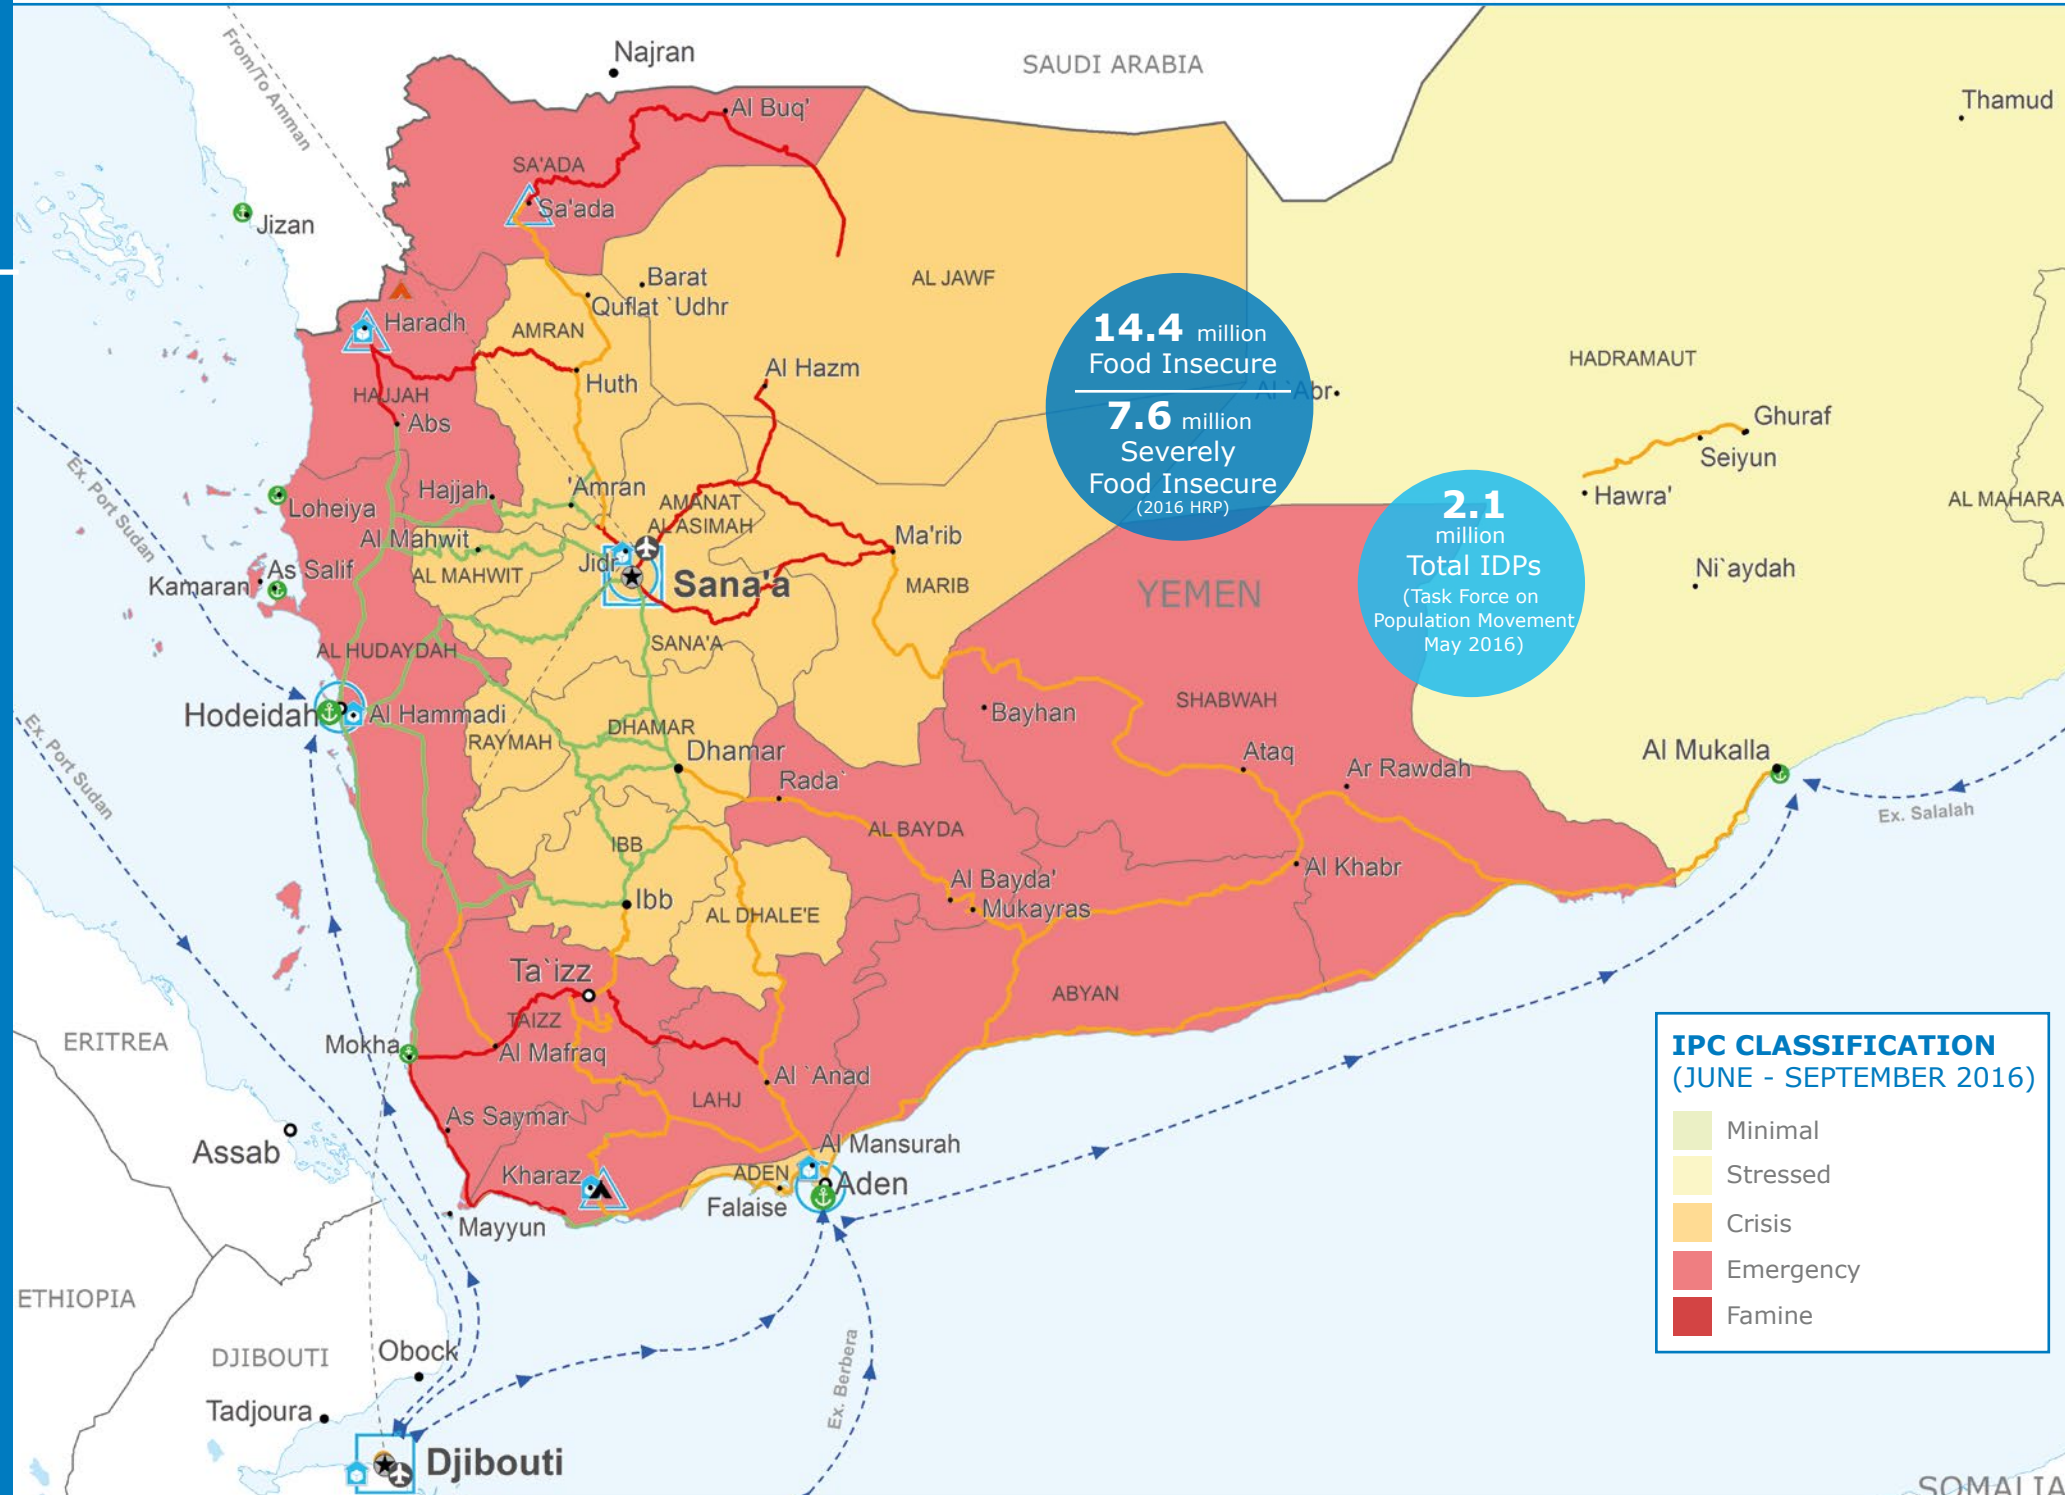 Najran
SAUDI ARABIA
From/To Amman
Thamud
Al Buq'
SA'ADA
Sa'ada
Jizan
Barat
Quflat `Udhr
AL JAWF
Haradh
AMRAN
14.4 million
Food Insecure
7.6 million
Severely
Food Insecure
(2016 HRP)
HADRAMAUT
Al Hazm
Huth
HAJJAH
`Abs
Al `Abr
Ghuraf
Seiyun
Hawra'
AL MAHARA
Ex. Port Sudan
Loheiya
Hajjah
'Amran
AMANAT
AL ASIMAH
2.1
million
Total IDPs
(Task Force on
Population Movement
May 2016)
Al Mahwit
Ma'rib
Jidr
As Salif
Kamaran
AL MAHWIT
Sana'a
MARIB
YEMEN
Ni`aydah
AL HUDAYDAH
SANA'A
Hodeidah
Al Hammadi
RAYMAH
DHAMAR
Dhamar
Bayhan
SHABWAH
Ex. Port Sudan
Rada`
Ataq
Ar Rawdah
Al Mukalla
Ex. Salalah
AL BAYDA
IBB
Al Khabr
Al Bayda'
Mukayras
Ibb
AL DHALE'E
Ta`izz
TAIZZ
ABYAN
ERITREA
Mokha
Al Mafraq
Al `Anad
LAHJ
As Saymar
Assab
Al Mansurah
Kharaz
ADEN
Aden
Falaise
Mayyun
IPC CLASSIFICATION
(JUNE - SEPTEMBER 2016)
Minimal
Stressed
Crisis
Emergency
Famine
ETHIOPIA
DJIBOUTI
Obock
Ex. Berbera
Tadjoura
Djibouti
SOMALIA